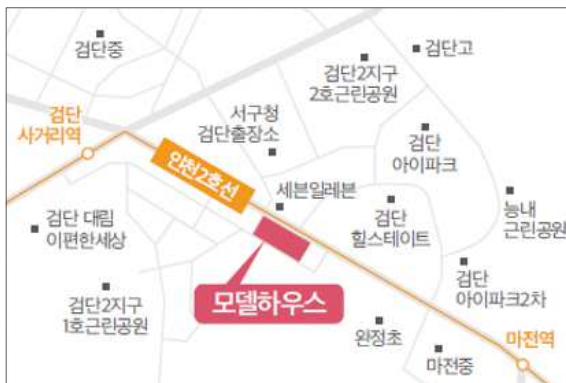 검단중
검단고
검단2지구
2호근린공원
검단
사거리역
서구청
검단출장소
검단
아이파크
인천2호선
세븐일레븐
능내
근린공원
검단 대림
이편한세상
검단
힐스테이트
검단
아이파크2차
검단2지구
1호근린공원
모델하우스
완정초
마전역
마전중